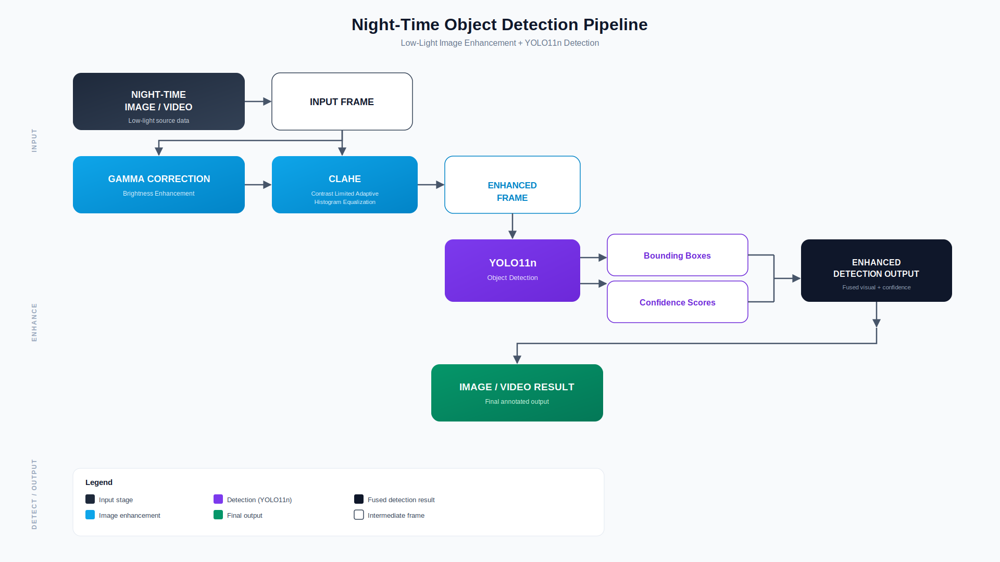 Night-Time Object Detection Pipeline
Low-Light Image Enhancement + YOLO11n Detection
NIGHT-TIME
IMAGE / VIDEO
Low-light source data
INPUT FRAME
INPUT
GAMMA CORRECTION
Brightness Enhancement
CLAHE
Contrast Limited Adaptive
Histogram Equalization
ENHANCED
FRAME
YOLO11n
Object Detection
Bounding Boxes
Confidence Scores
ENHANCED
DETECTION OUTPUT
Fused visual + confidence
ENHANCE
IMAGE / VIDEO RESULT
Final annotated output
DETECT / OUTPUT
Legend
Input stage
Detection (YOLO11n)
Fused detection result
Image enhancement
Final output
Intermediate frame